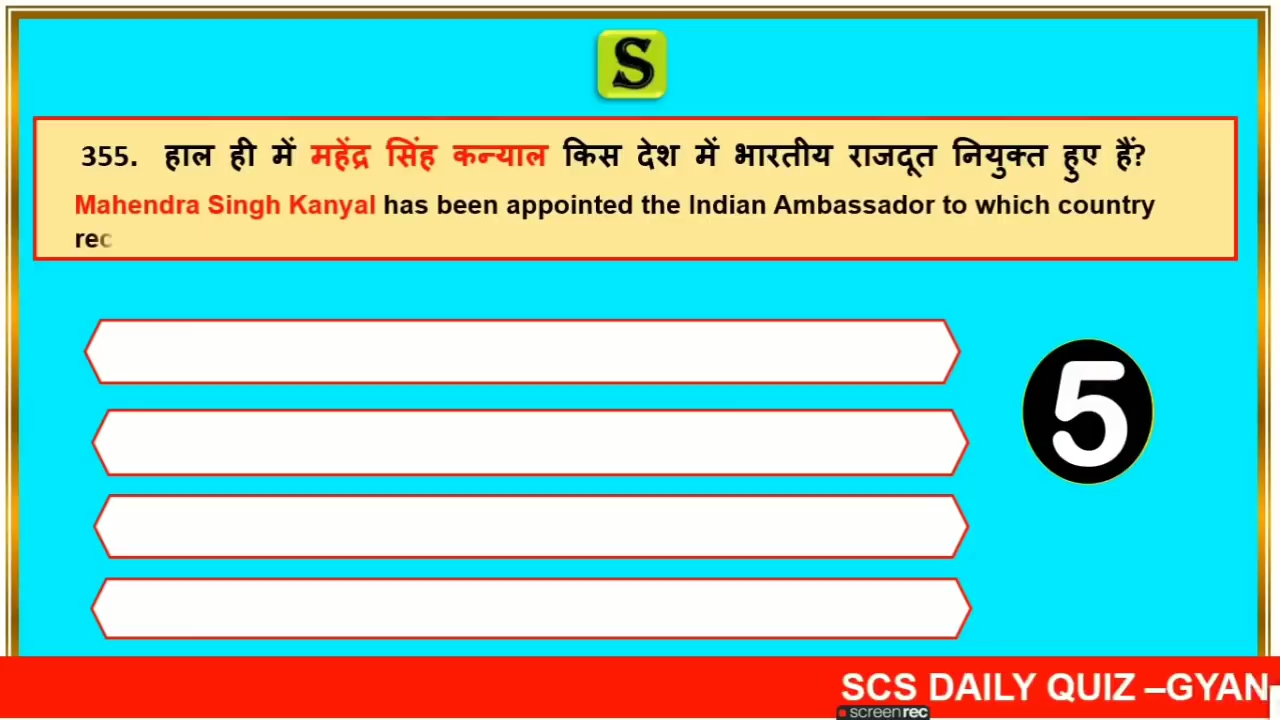 S
355. हाल ही में महेंद्र सिंह कन्याल किस देश में भारतीय राजदूत नियुक्त हुए हैं?
Mahendra Singh Kanyal has been appointed the Indian Ambassador to which country
rec
5
SCS DAILY QUIZ –GYAN
screenrec